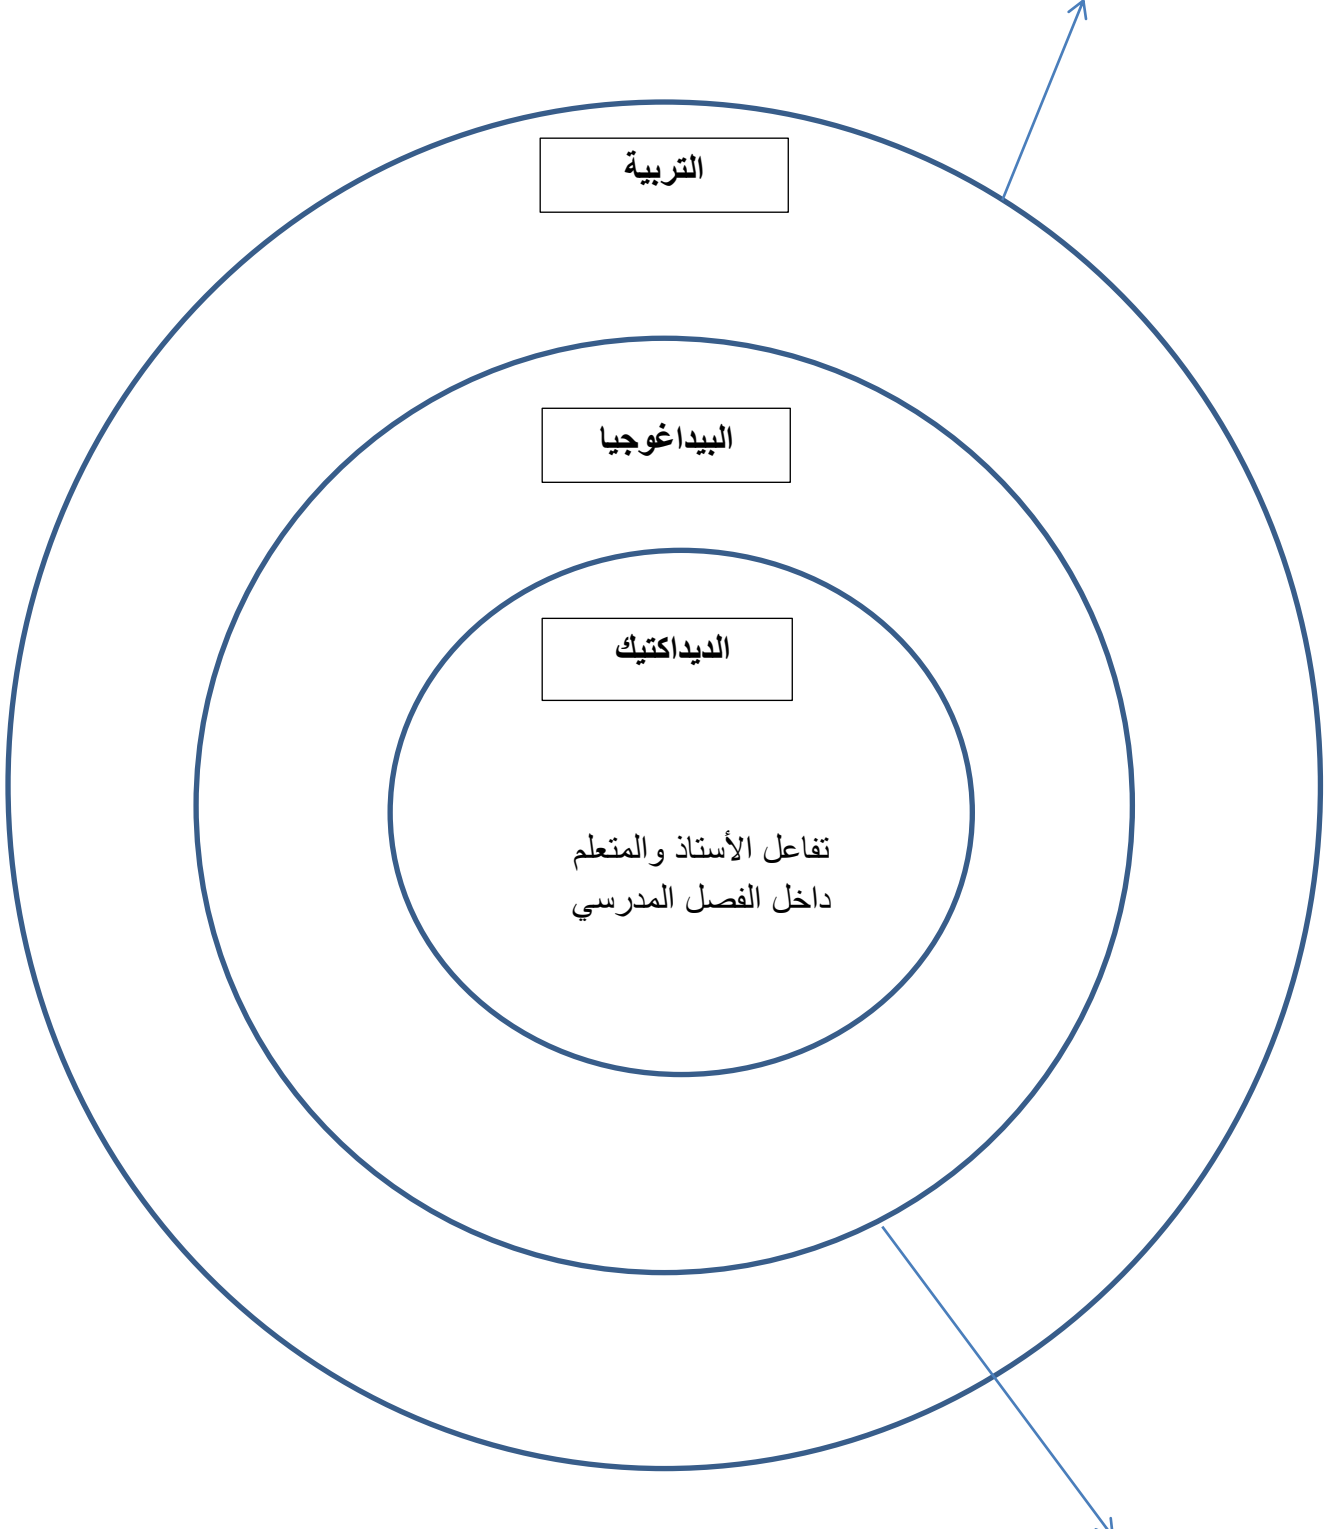 التربية
البيداغوجيا
الديداكتيك
تفاعل الأستاذ والمتعلم
داخل الفصل المدرسي